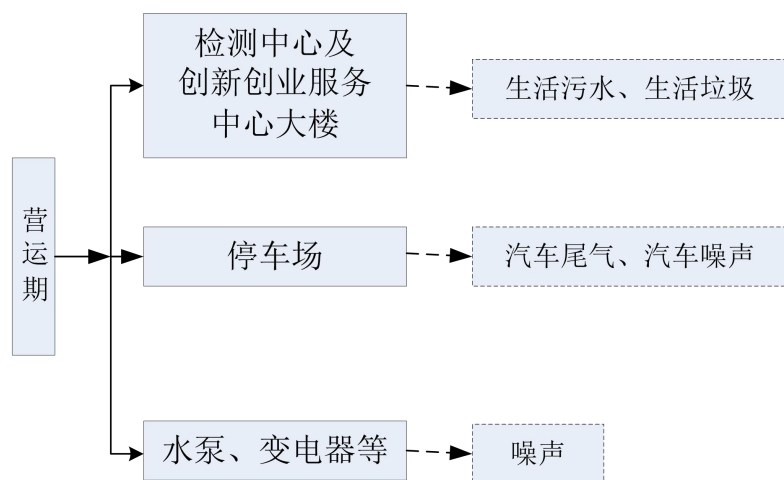 检测中心及
创新创业服务
中心大楼
生活污水、生活垃圾
营
运
期
停车场
汽车尾气、汽车噪声
水泵、变电器等
噪声